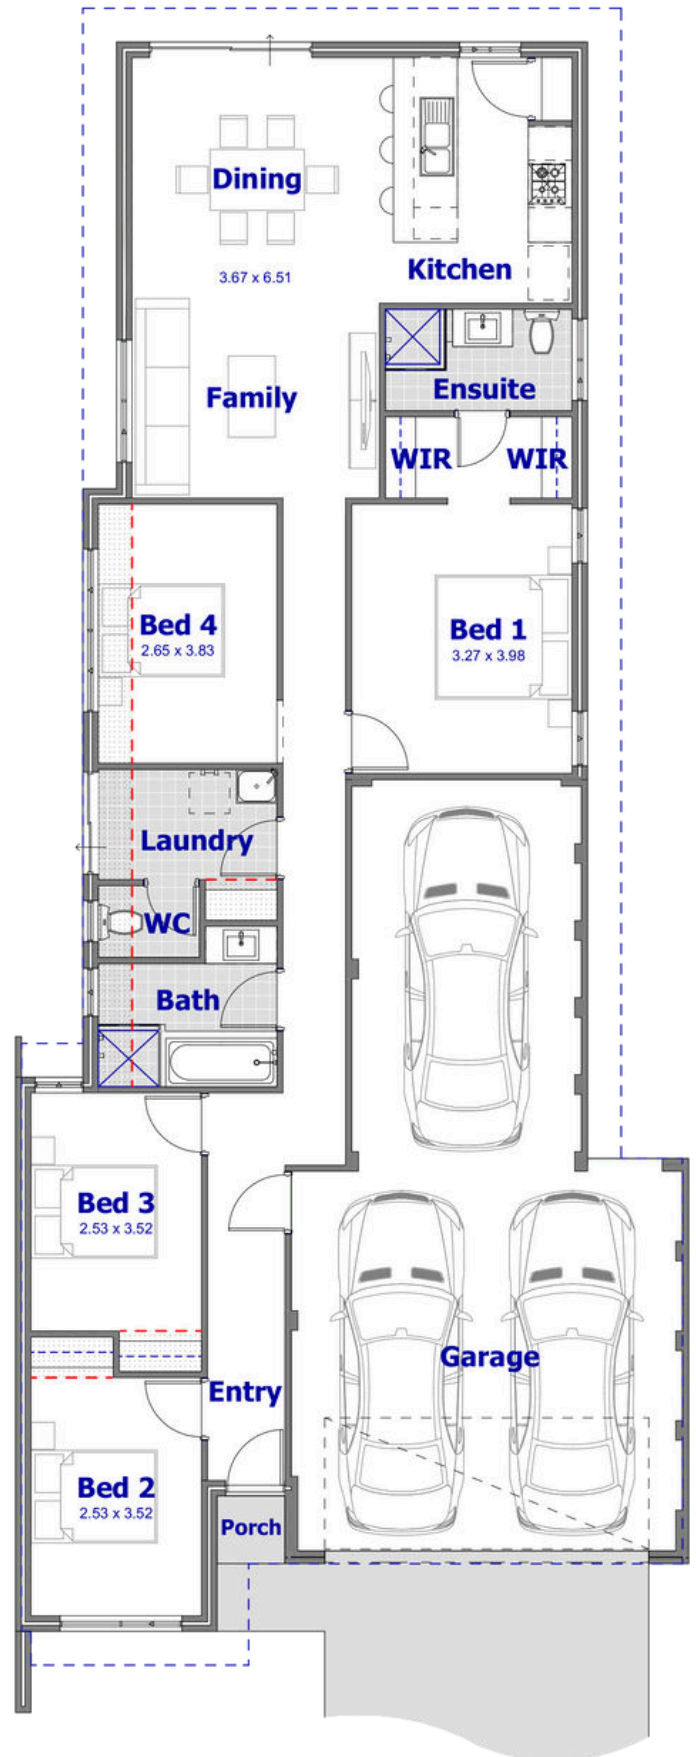 Dining
3.67 x 6.51
Kitchen
Family
Ensuite
WIR
WIR
Bed 4
2.65 x 3.83
Bed 1
3.27 x 3.98
Laundry
WC
Bath
Bed 3
2.53 x 3.52
Garage
Entry
Bed 2
2.53 x 3.52
Porch